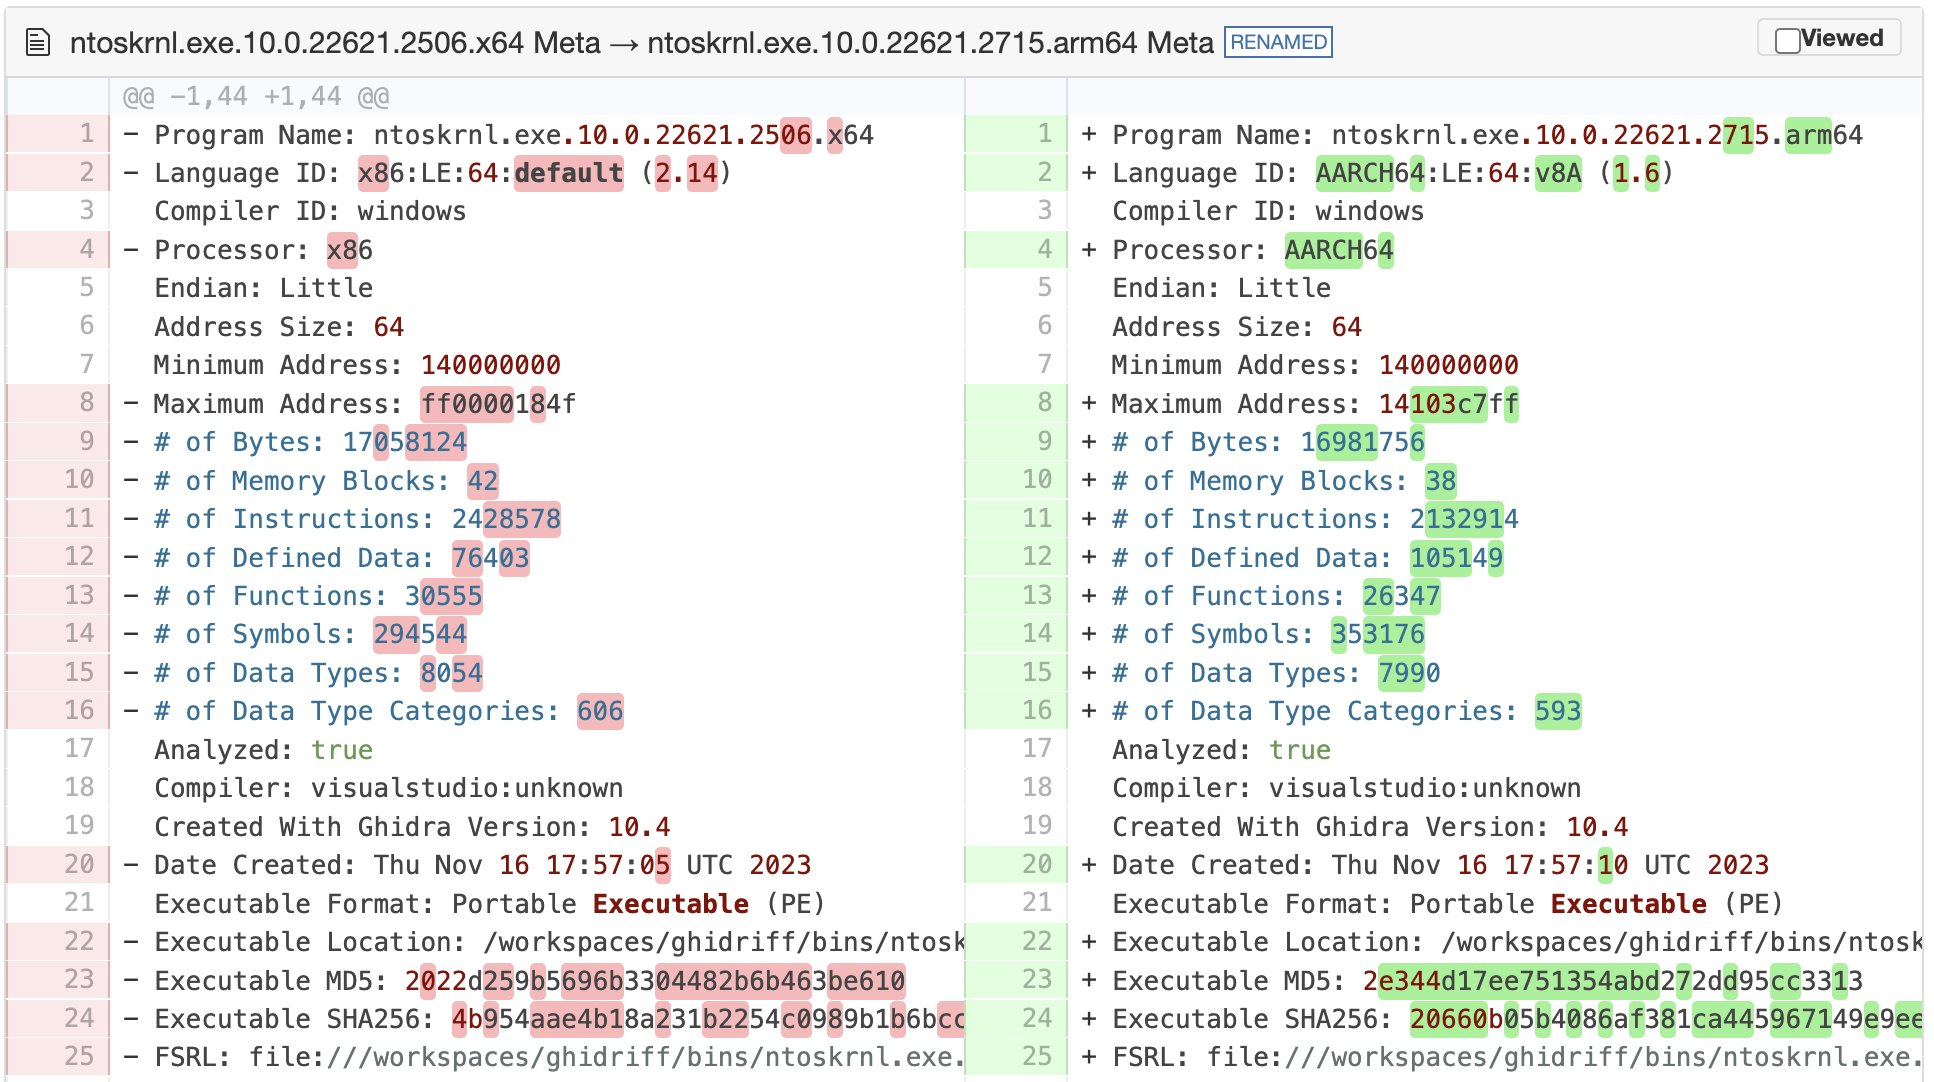 ntoskrnl.exe.10.0.22621.2506.x64 Meta → ntoskrnl.exe.10.0.22621.2715.arm64 Meta RENAMED Viewed
@@ -1,44 +1,44 @@
1 - Program Name: ntoskrnl.exe.10.0.22621.2506.x64
2 - Language ID: x86:LE:64:default (2.14)
3 Compiler ID: windows
4 - Processor: x86
5 Endian: Little
6 Address Size: 64
7 Minimum Address: 140000000
8 - Maximum Address: ff0000184f
9 - # of Bytes: 17058124
10 - # of Memory Blocks: 42
11 - # of Instructions: 2428578
12 - # of Defined Data: 76403
13 - # of Functions: 30555
14 - # of Symbols: 294544
15 - # of Data Types: 8054
16 - # of Data Type Categories: 606
17 Analyzed: true
18 Compiler: visualstudio:unknown
19 Created With Ghidra Version: 10.4
20 - Date Created: Thu Nov 16 17:57:05 UTC 2023
21 Executable Format: Portable Executable (PE)
22 - Executable Location: /workspaces/ghidriff/bins/ntosk
23 - Executable MD5: 2022d259b5696b3304482b6b463be610
24 - Executable SHA256: 4b954aae4b18a231b2254c0989b1b6bcc
25 - FSRL: file:///workspaces/ghidriff/bins/ntoskrnl.exe.
1 + Program Name: ntoskrnl.exe.10.0.22621.2715.arm64
2 + Language ID: AARCH64:LE:64:v8A (1.6)
3 Compiler ID: windows
4 + Processor: AARCH64
5 Endian: Little
6 Address Size: 64
7 Minimum Address: 140000000
8 + Maximum Address: 14103c7ff
9 + # of Bytes: 16981756
10 + # of Memory Blocks: 38
11 + # of Instructions: 2132914
12 + # of Defined Data: 105149
13 + # of Functions: 26347
14 + # of Symbols: 353176
15 + # of Data Types: 7990
16 + # of Data Type Categories: 593
17 Analyzed: true
18 Compiler: visualstudio:unknown
19 Created With Ghidra Version: 10.4
20 + Date Created: Thu Nov 16 17:57:10 UTC 2023
21 Executable Format: Portable Executable (PE)
22 + Executable Location: /workspaces/ghidriff/bins/ntosk
23 + Executable MD5: 2e344d17ee751354abd272dd95cc3313
24 + Executable SHA256: 20660b05b4086af381ca445967149e9ee
25 + FSRL: file:///workspaces/ghidriff/bins/ntoskrnl.exe.